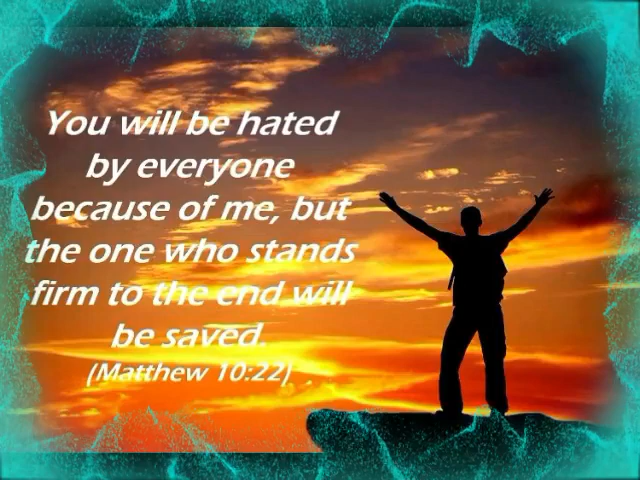 You will be hated
by everyone
because of me, but
the one who stands
firm to the end will
be saved.
(Matthew 10:22)